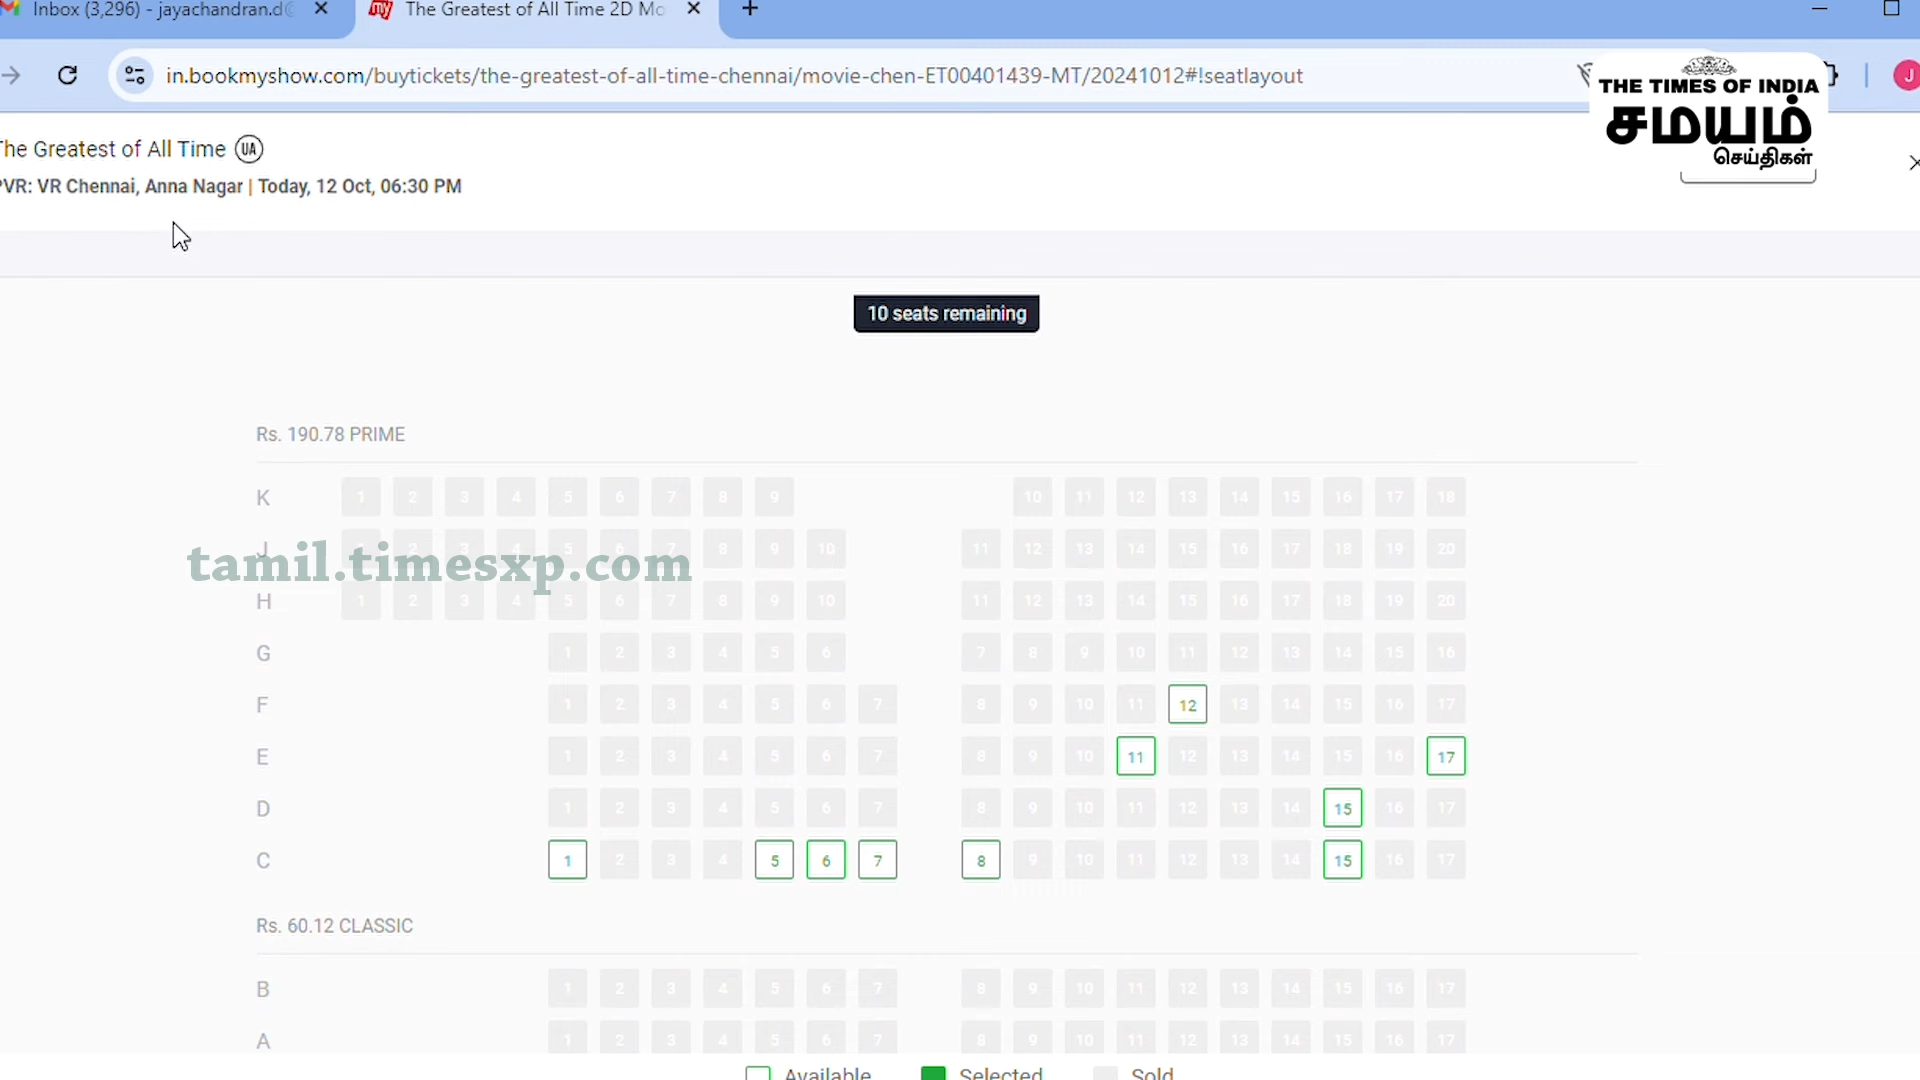 Inbox (3,296) - jayachandran.d@
The Greatest of All Time 2D Mo
in.bookmyshow.com/buytickets/the-greatest-of-all-time-chennai/movie-chen-ET00401439-MT/20241012#!seatlayout
J
THE TIMES OF INDIA
சமயம்
செய்திகள்
The Greatest of All Time UA
PVR: VR Chennai, Anna Nagar | Today, 12 Oct, 06:30 PM
10 seats remaining
Rs. 190.78 PRIME
K 1 2 3 4 5 6 7 8 9 10 11 12 13 14 15 16 17 18
J 8 9 10 11 12 13 14 15 16 17 18 19 20
tamil.timesxp.com
H 1 2 3 4 5 6 7 8 9 10 11 12 13 14 15 16 17 18 19 20
G 1 2 3 4 5 6 7 8 9 10 11 12 13 14 15 16
F 1 2 3 4 5 6 7 8 9 10 11 12 13 14 15 16 17
E 1 2 3 4 5 6 7 8 9 10 11 12 13 14 15 16 17
D 1 2 3 4 5 6 7 8 9 10 11 12 13 14 15 16 17
C 1 2 3 4 5 6 7 8 9 10 11 12 13 14 15 16 17
Rs. 60.12 CLASSIC
B 1 2 3 4 5 6 7 8 9 10 11 12 13 14 15 16 17
A 1 2 3 4 5 6 7 8 9 10 11 12 13 14 15 16 17
Available Selected Sold